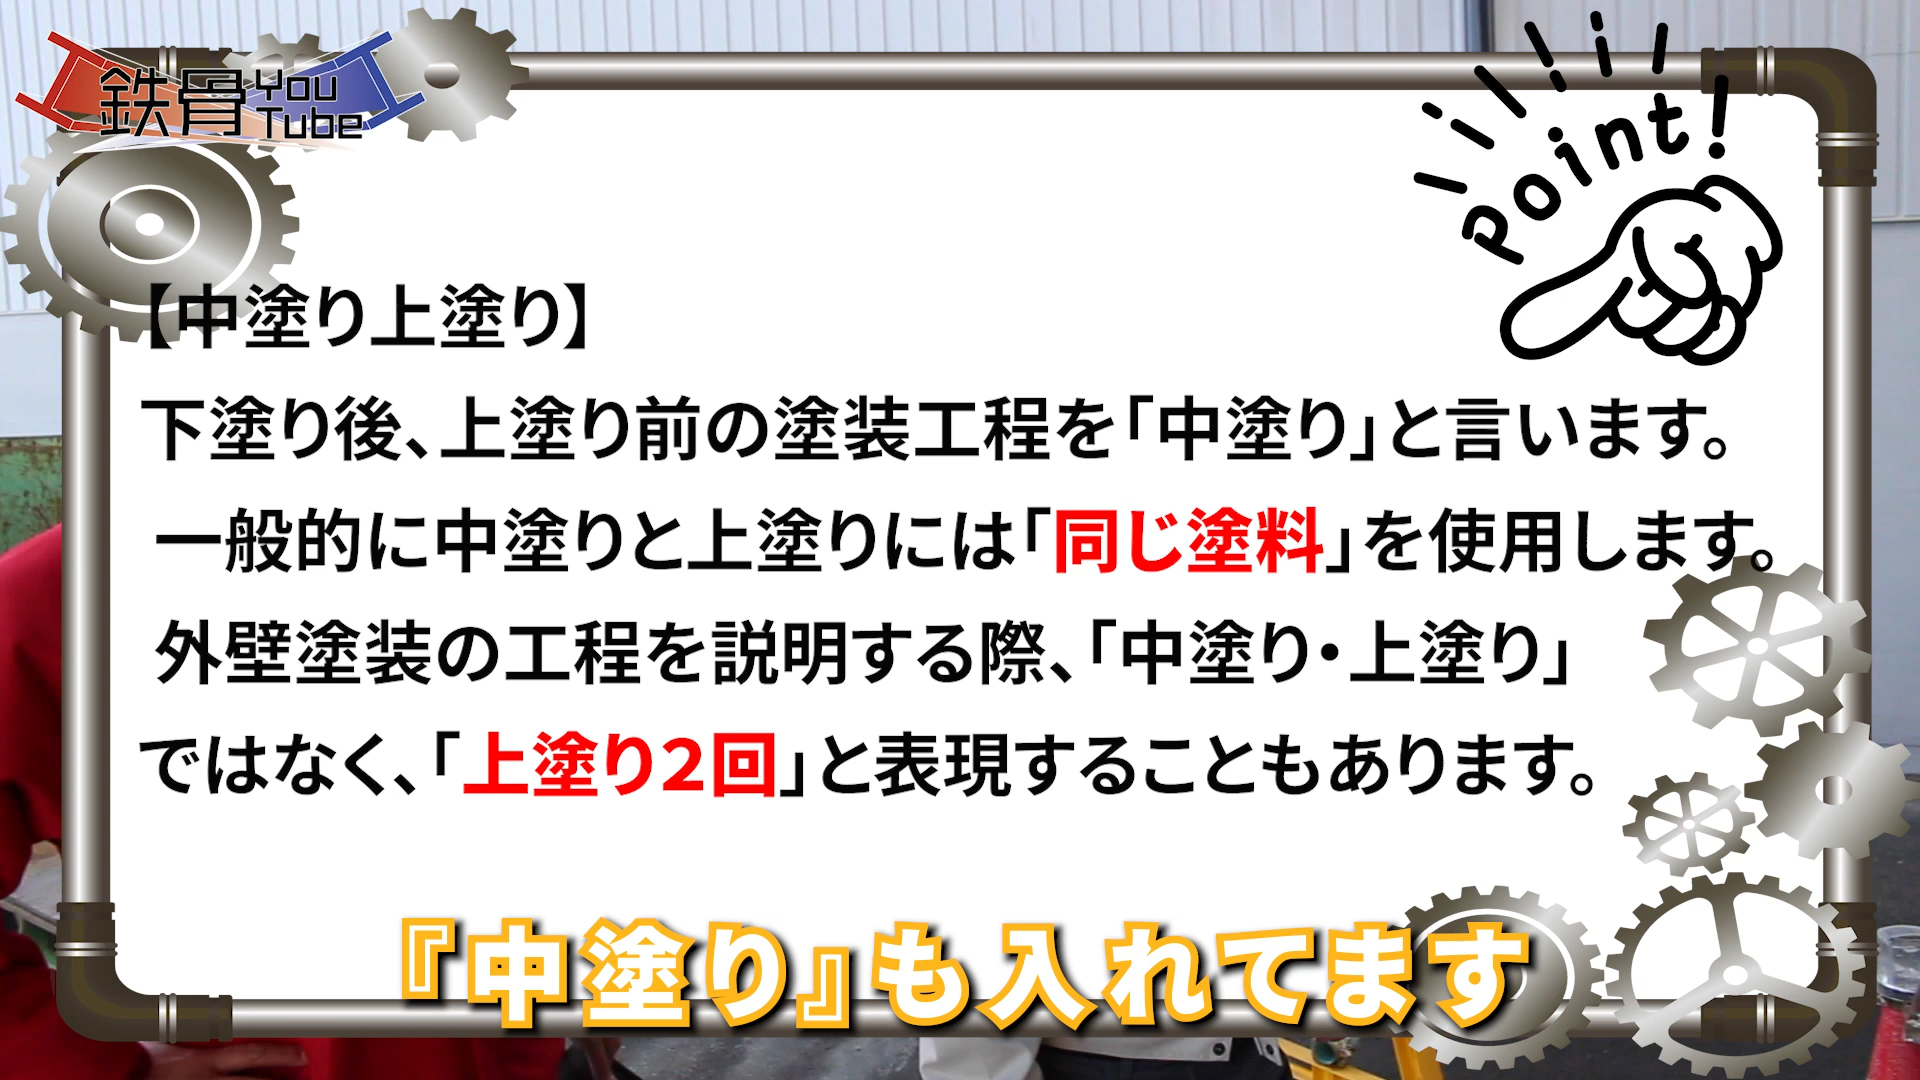 鉄骨YouTube
point!
【中塗り上塗り】
下塗り後、上塗り前の塗装工程を「中塗り」と言います。
一般的に中塗りと上塗りには「同じ塗料」を使用します。
外壁塗装の工程を説明する際、「中塗り・上塗り」
ではなく、「上塗り2回」と表現することもあります。
『中塗り』も入れてます